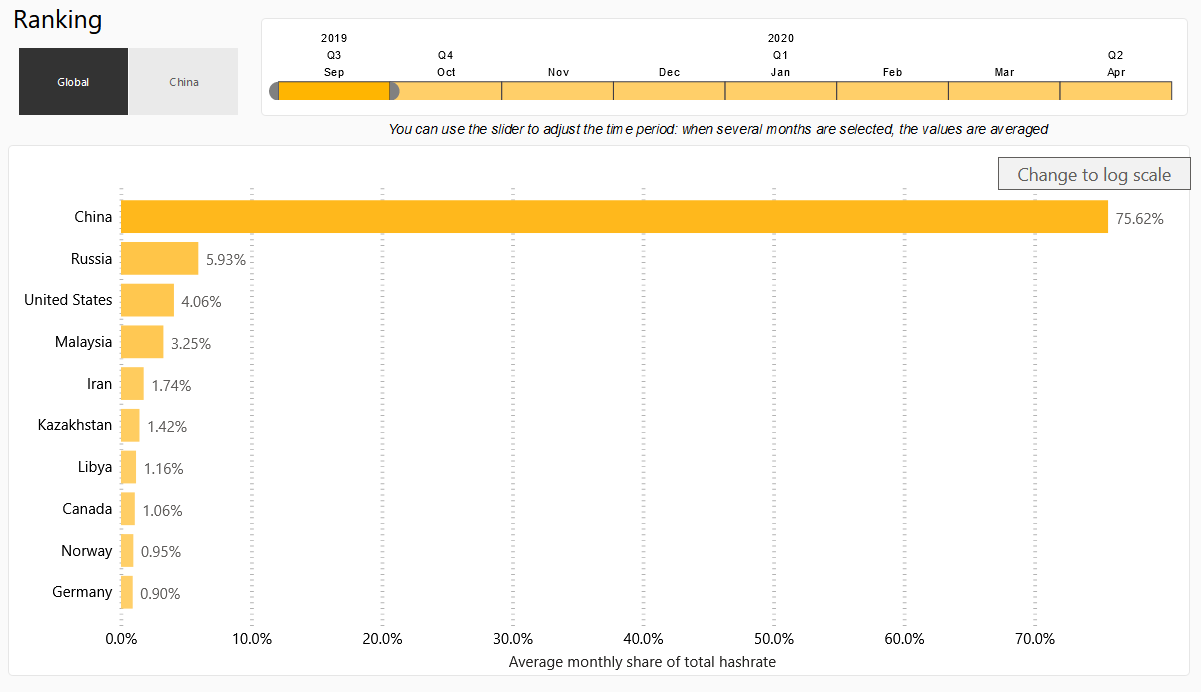 Ranking
Global China
2019 2020
Q3 Q4 Q1 Q2
Sep Oct Nov Dec Jan Feb Mar Apr
You can use the slider to adjust the time period: when several months are selected, the values are averaged
Change to log scale
China 75.62%
Russia 5.93%
United States 4.06%
Malaysia 3.25%
Iran 1.74%
Kazakhstan 1.42%
Libya 1.16%
Canada 1.06%
Norway 0.95%
Germany 0.90%
0.0% 10.0% 20.0% 30.0% 40.0% 50.0% 60.0% 70.0%
Average monthly share of total hashrate